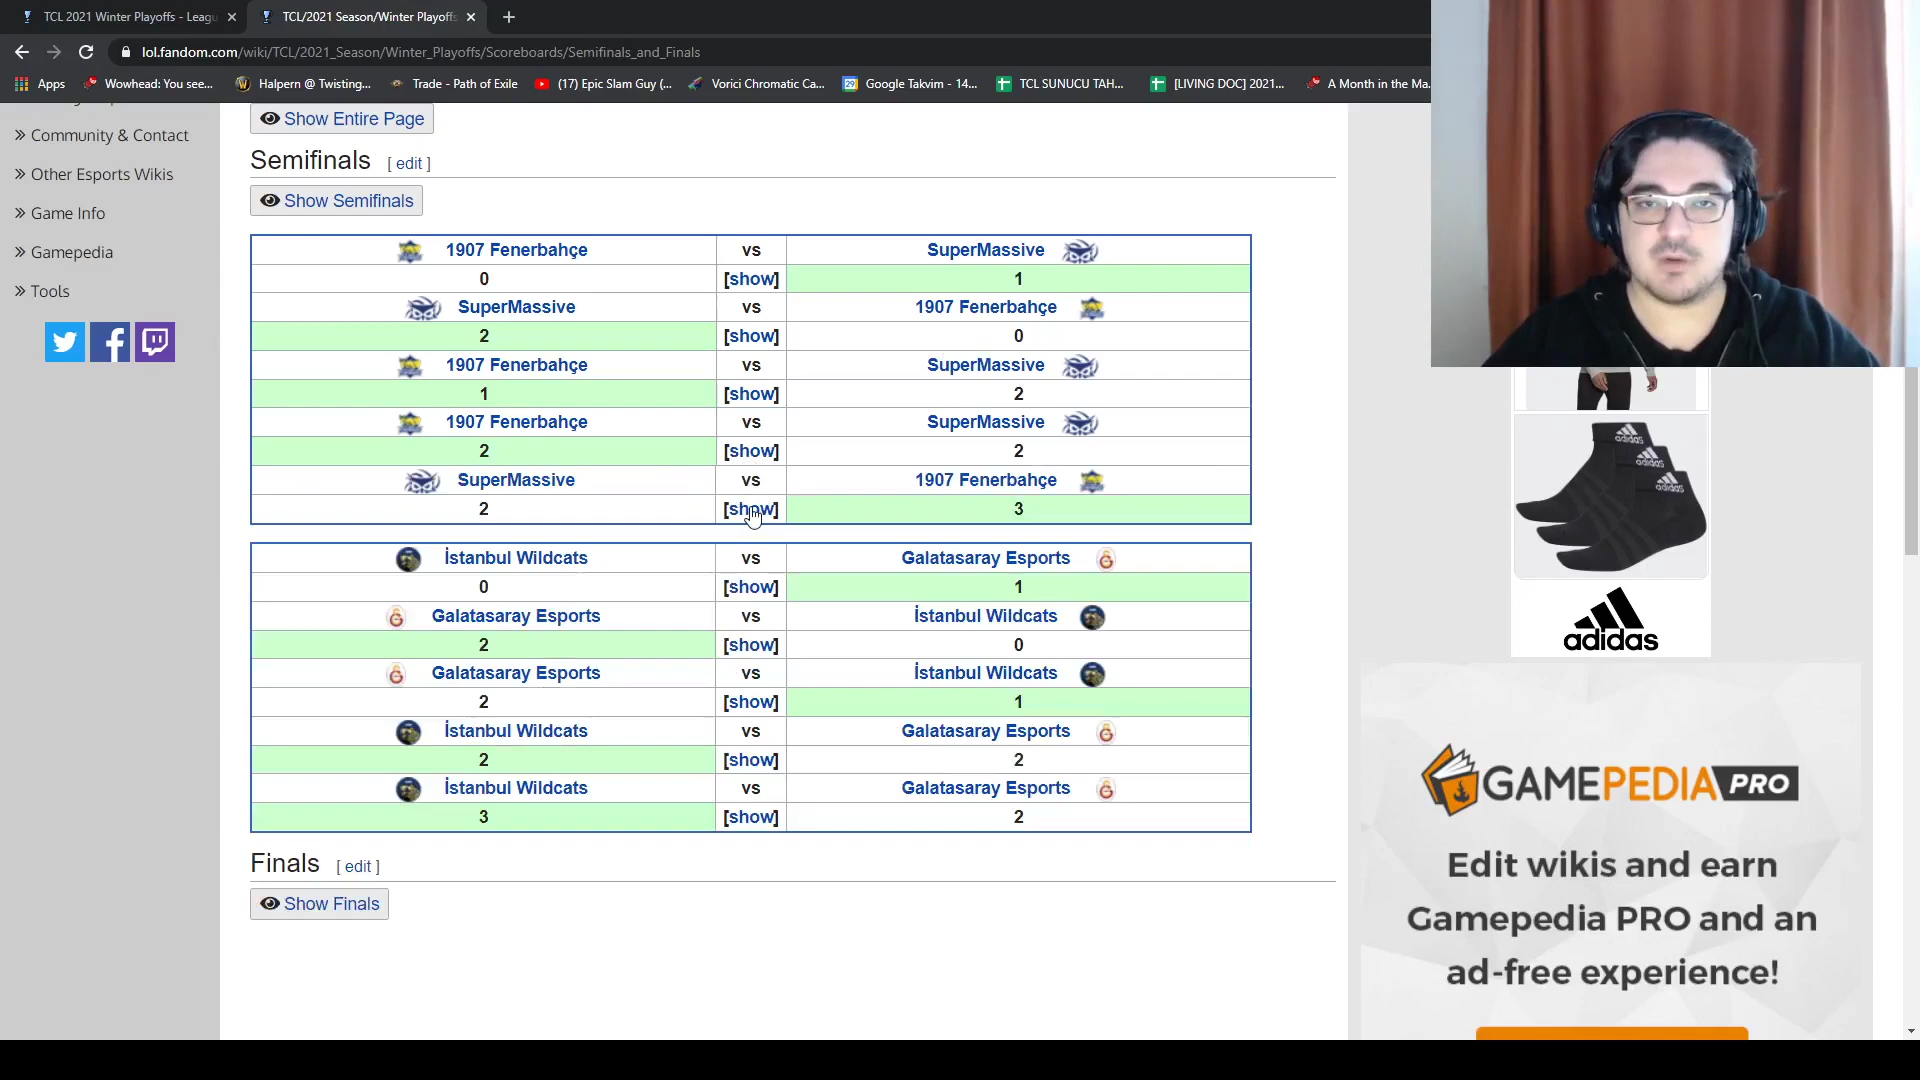 TCL 2021 Winter Playoffs - Leagu
TCL/2021 Season/Winter Playoffs
lol.fandom.com/wiki/TCL/2021_Season/Winter_Playoffs/Scoreboards/Semifinals_and_Finals
Apps
Wowhead: You see...
Halpern @ Twisting...
Trade - Path of Exile
(17) Epic Slam Guy (...
Vorici Chromatic Ca...
Google Takvim - 14...
TCL SUNUCU TAH...
[LIVING DOC] 2021...
A Month in the Ma...
Community & Contact
Other Esports Wikis
Game Info
Gamepedia
Tools
Show Entire Page
Semifinals [ edit ]
Show Semifinals
1907 Fenerbahçe vs SuperMassive
0 [show] 1
SuperMassive vs 1907 Fenerbahçe
2 [show] 0
1907 Fenerbahçe vs SuperMassive
1 [show] 2
1907 Fenerbahçe vs SuperMassive
2 [show] 2
SuperMassive vs 1907 Fenerbahçe
2 [show] 3
İstanbul Wildcats vs Galatasaray Esports
0 [show] 1
Galatasaray Esports vs İstanbul Wildcats
2 [show] 0
Galatasaray Esports vs İstanbul Wildcats
2 [show] 1
İstanbul Wildcats vs Galatasaray Esports
2 [show] 2
İstanbul Wildcats vs Galatasaray Esports
3 [show] 2
Finals [ edit ]
Show Finals
adidas
adidas
adidas
adidas
GAMEPEDIA PRO
Edit wikis and earn
Gamepedia PRO and an
ad-free experience!